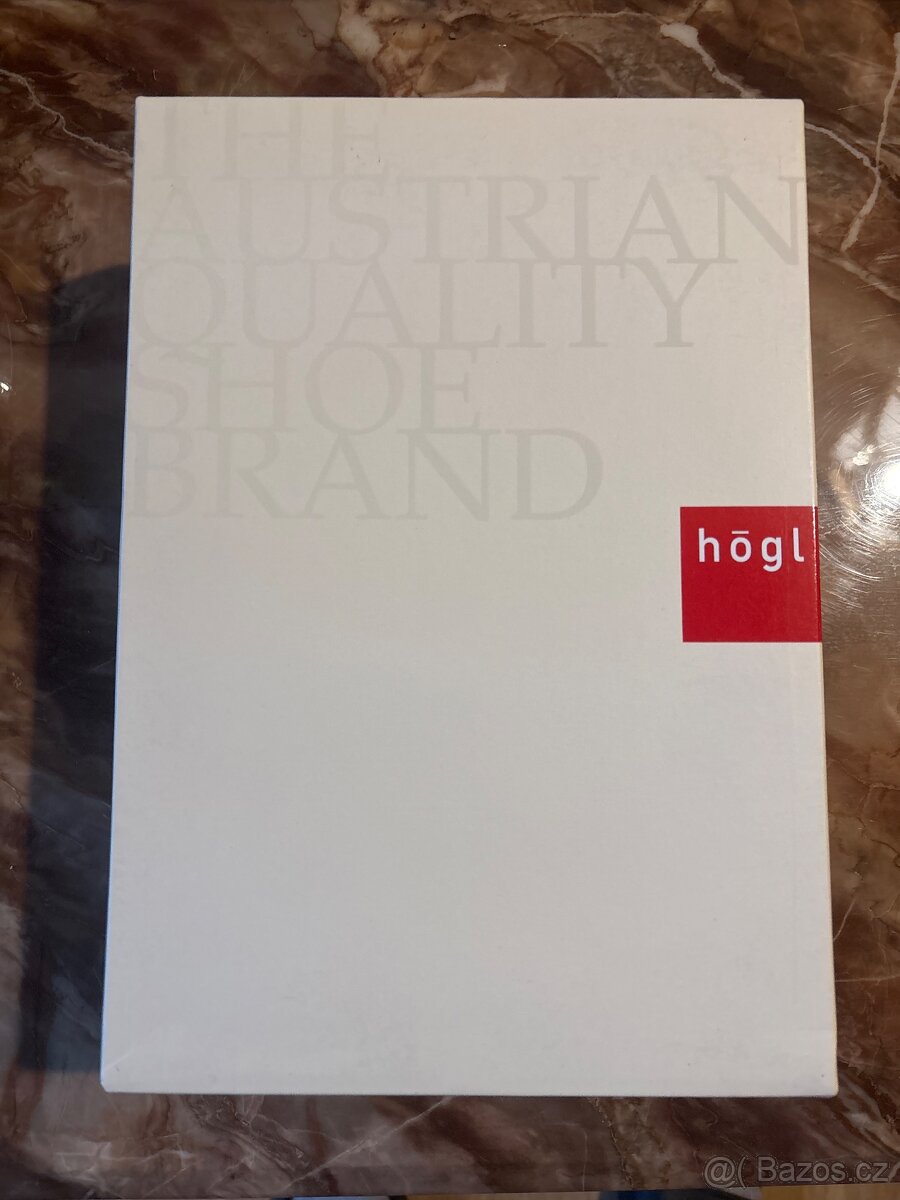 THE
AUSTRIAN
QUALITY
SHOE
BRAND
hōgl
@( Bazos.cz